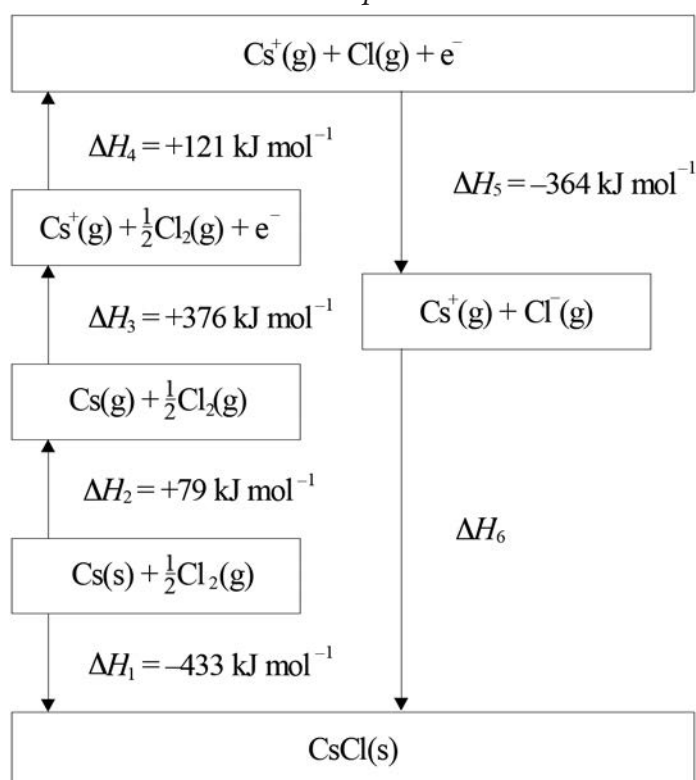 Cs⁺(g) + Cl(g) + e⁻
ΔH₄ = +121 kJ mol⁻¹
ΔH₅ = –364 kJ mol⁻¹
Cs⁺(g) + ½Cl₂(g) + e⁻
ΔH₃ = +376 kJ mol⁻¹
Cs⁺(g) + Cl⁻(g)
Cs(g) + ½Cl₂(g)
ΔH₂ = +79 kJ mol⁻¹
ΔH₆
Cs(s) + ½Cl₂(g)
ΔH₁ = –433 kJ mol⁻¹
CsCl(s)